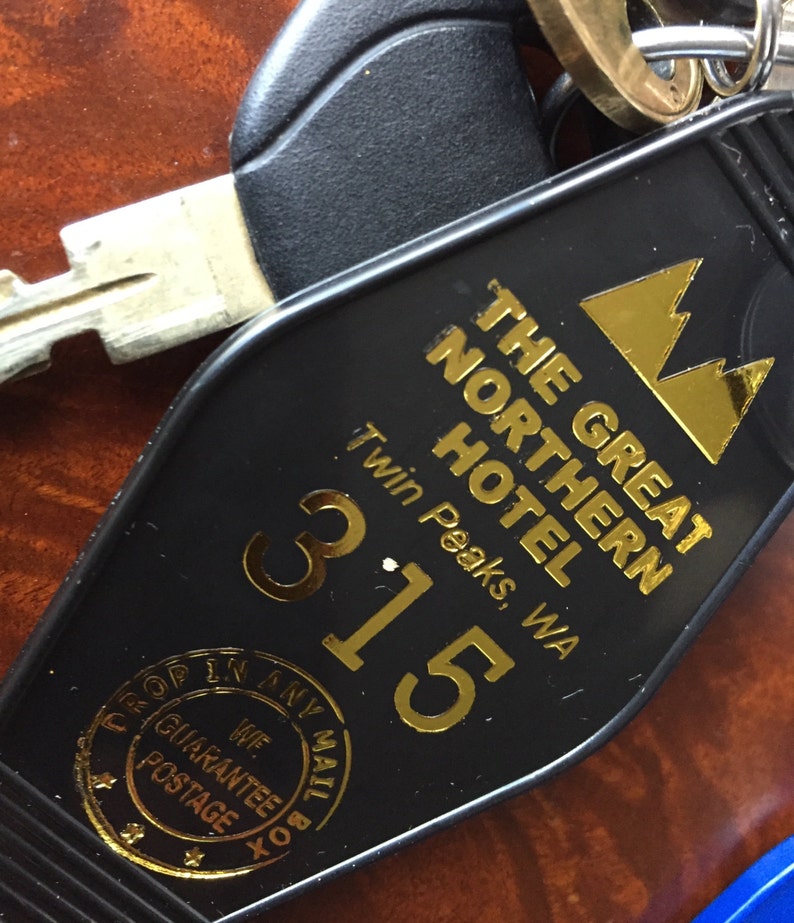 THE GREAT
NORTHERN
HOTEL
Twin Peaks, WA
315
DROP IN ANY MAIL BOX
WE
GUARANTEE
POSTAGE